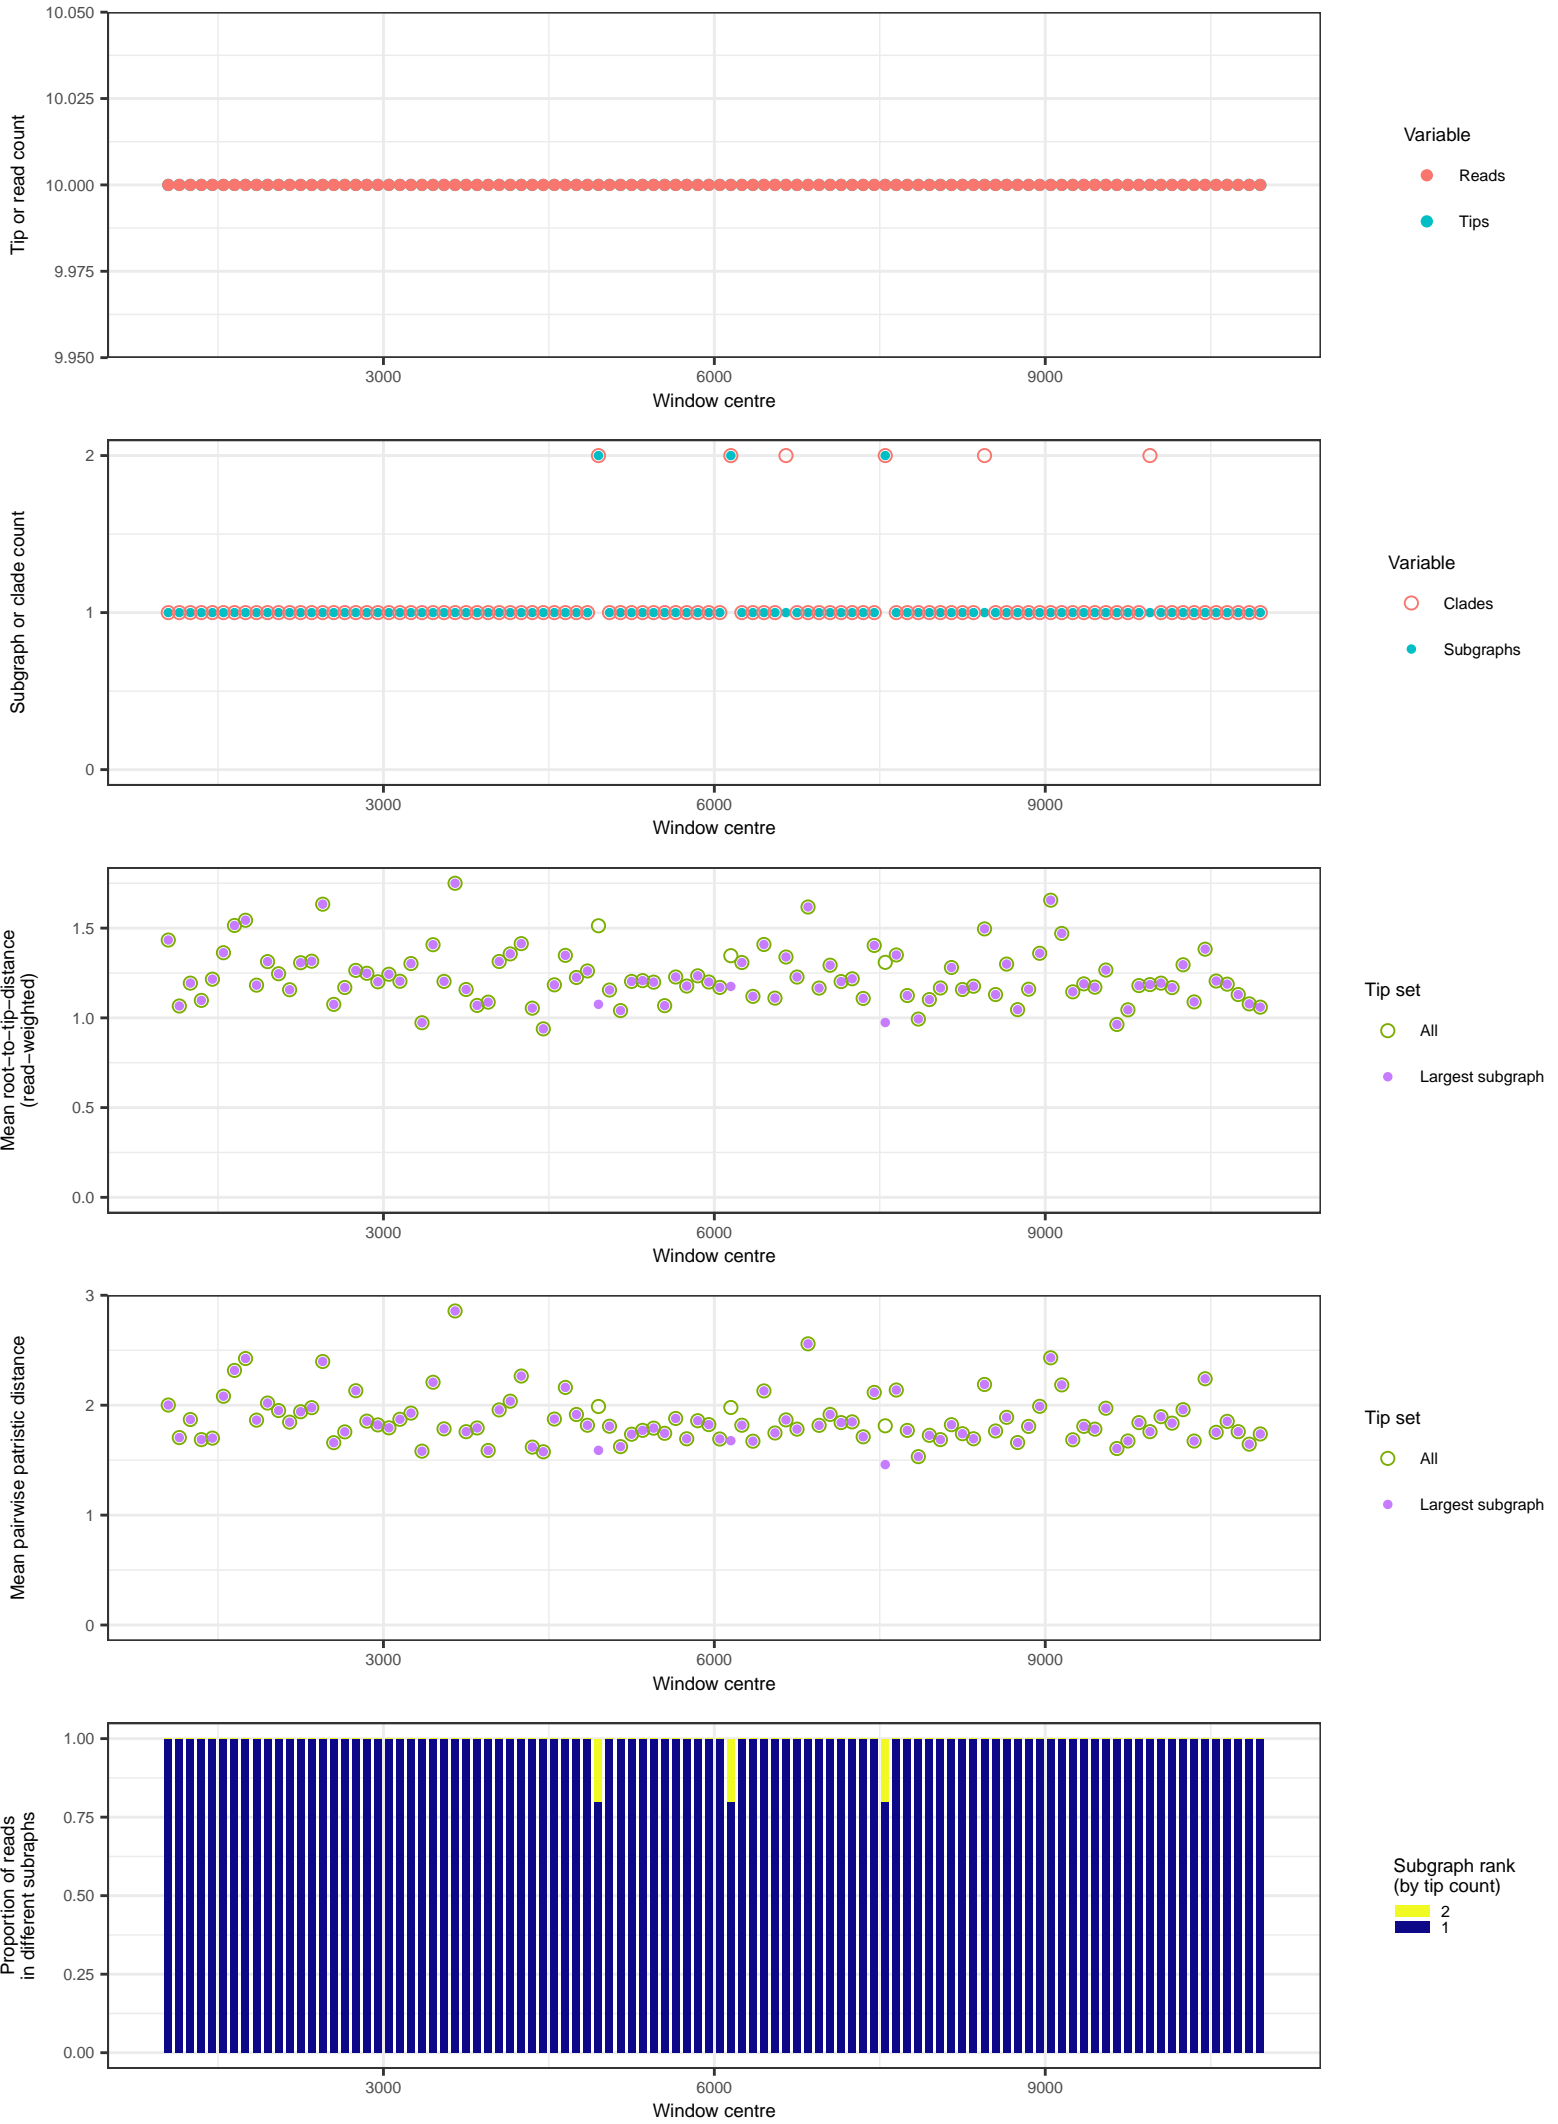 10.050
10.025
10.000
9.975
9.950
Tip or read count
3000
6000
9000
Window centre
Variable
Reads
Tips
2
1
0
Subgraph or clade count
3000
6000
9000
Window centre
Variable
Clades
Subgraphs
1.5
1.0
0.5
0.0
Mean root−to−tip−distance
(read−weighted)
3000
6000
9000
Window centre
Tip set
All
Largest subgraph
3
2
1
0
Mean pairwise patristic distance
3000
6000
9000
Window centre
Tip set
All
Largest subgraph
1.00
0.75
0.50
0.25
0.00
Proportion of reads
in different subraphs
3000
6000
9000
Window centre
Subgraph rank
(by tip count)
2
1